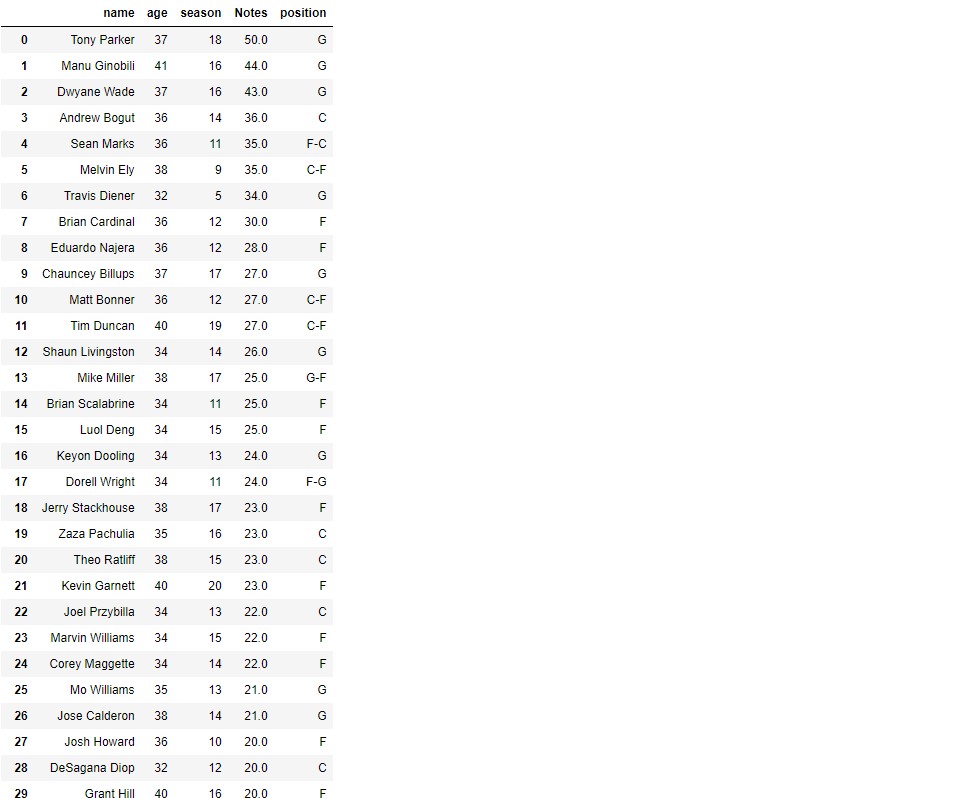 name age season Notes position
0 Tony Parker 37 18 50.0 G
1 Manu Ginobili 41 16 44.0 G
2 Dwyane Wade 37 16 43.0 G
3 Andrew Bogut 36 14 36.0 C
4 Sean Marks 36 11 35.0 F-C
5 Melvin Ely 38 9 35.0 C-F
6 Travis Diener 32 5 34.0 G
7 Brian Cardinal 36 12 30.0 F
8 Eduardo Najera 36 12 28.0 F
9 Chauncey Billups 37 17 27.0 G
10 Matt Bonner 36 12 27.0 C-F
11 Tim Duncan 40 19 27.0 C-F
12 Shaun Livingston 34 14 26.0 G
13 Mike Miller 38 17 25.0 G-F
14 Brian Scalabrine 34 11 25.0 F
15 Luol Deng 34 15 25.0 F
16 Keyon Dooling 34 13 24.0 G
17 Dorell Wright 34 11 24.0 F-G
18 Jerry Stackhouse 38 17 23.0 F
19 Zaza Pachulia 35 16 23.0 C
20 Theo Ratliff 38 15 23.0 C
21 Kevin Garnett 40 20 23.0 F
22 Joel Przybilla 34 13 22.0 C
23 Marvin Williams 34 15 22.0 F
24 Corey Maggette 34 14 22.0 F
25 Mo Williams 35 13 21.0 G
26 Jose Calderon 38 14 21.0 G
27 Josh Howard 36 10 20.0 F
28 DeSagana Diop 32 12 20.0 C
29 Grant Hill 40 16 20.0 F